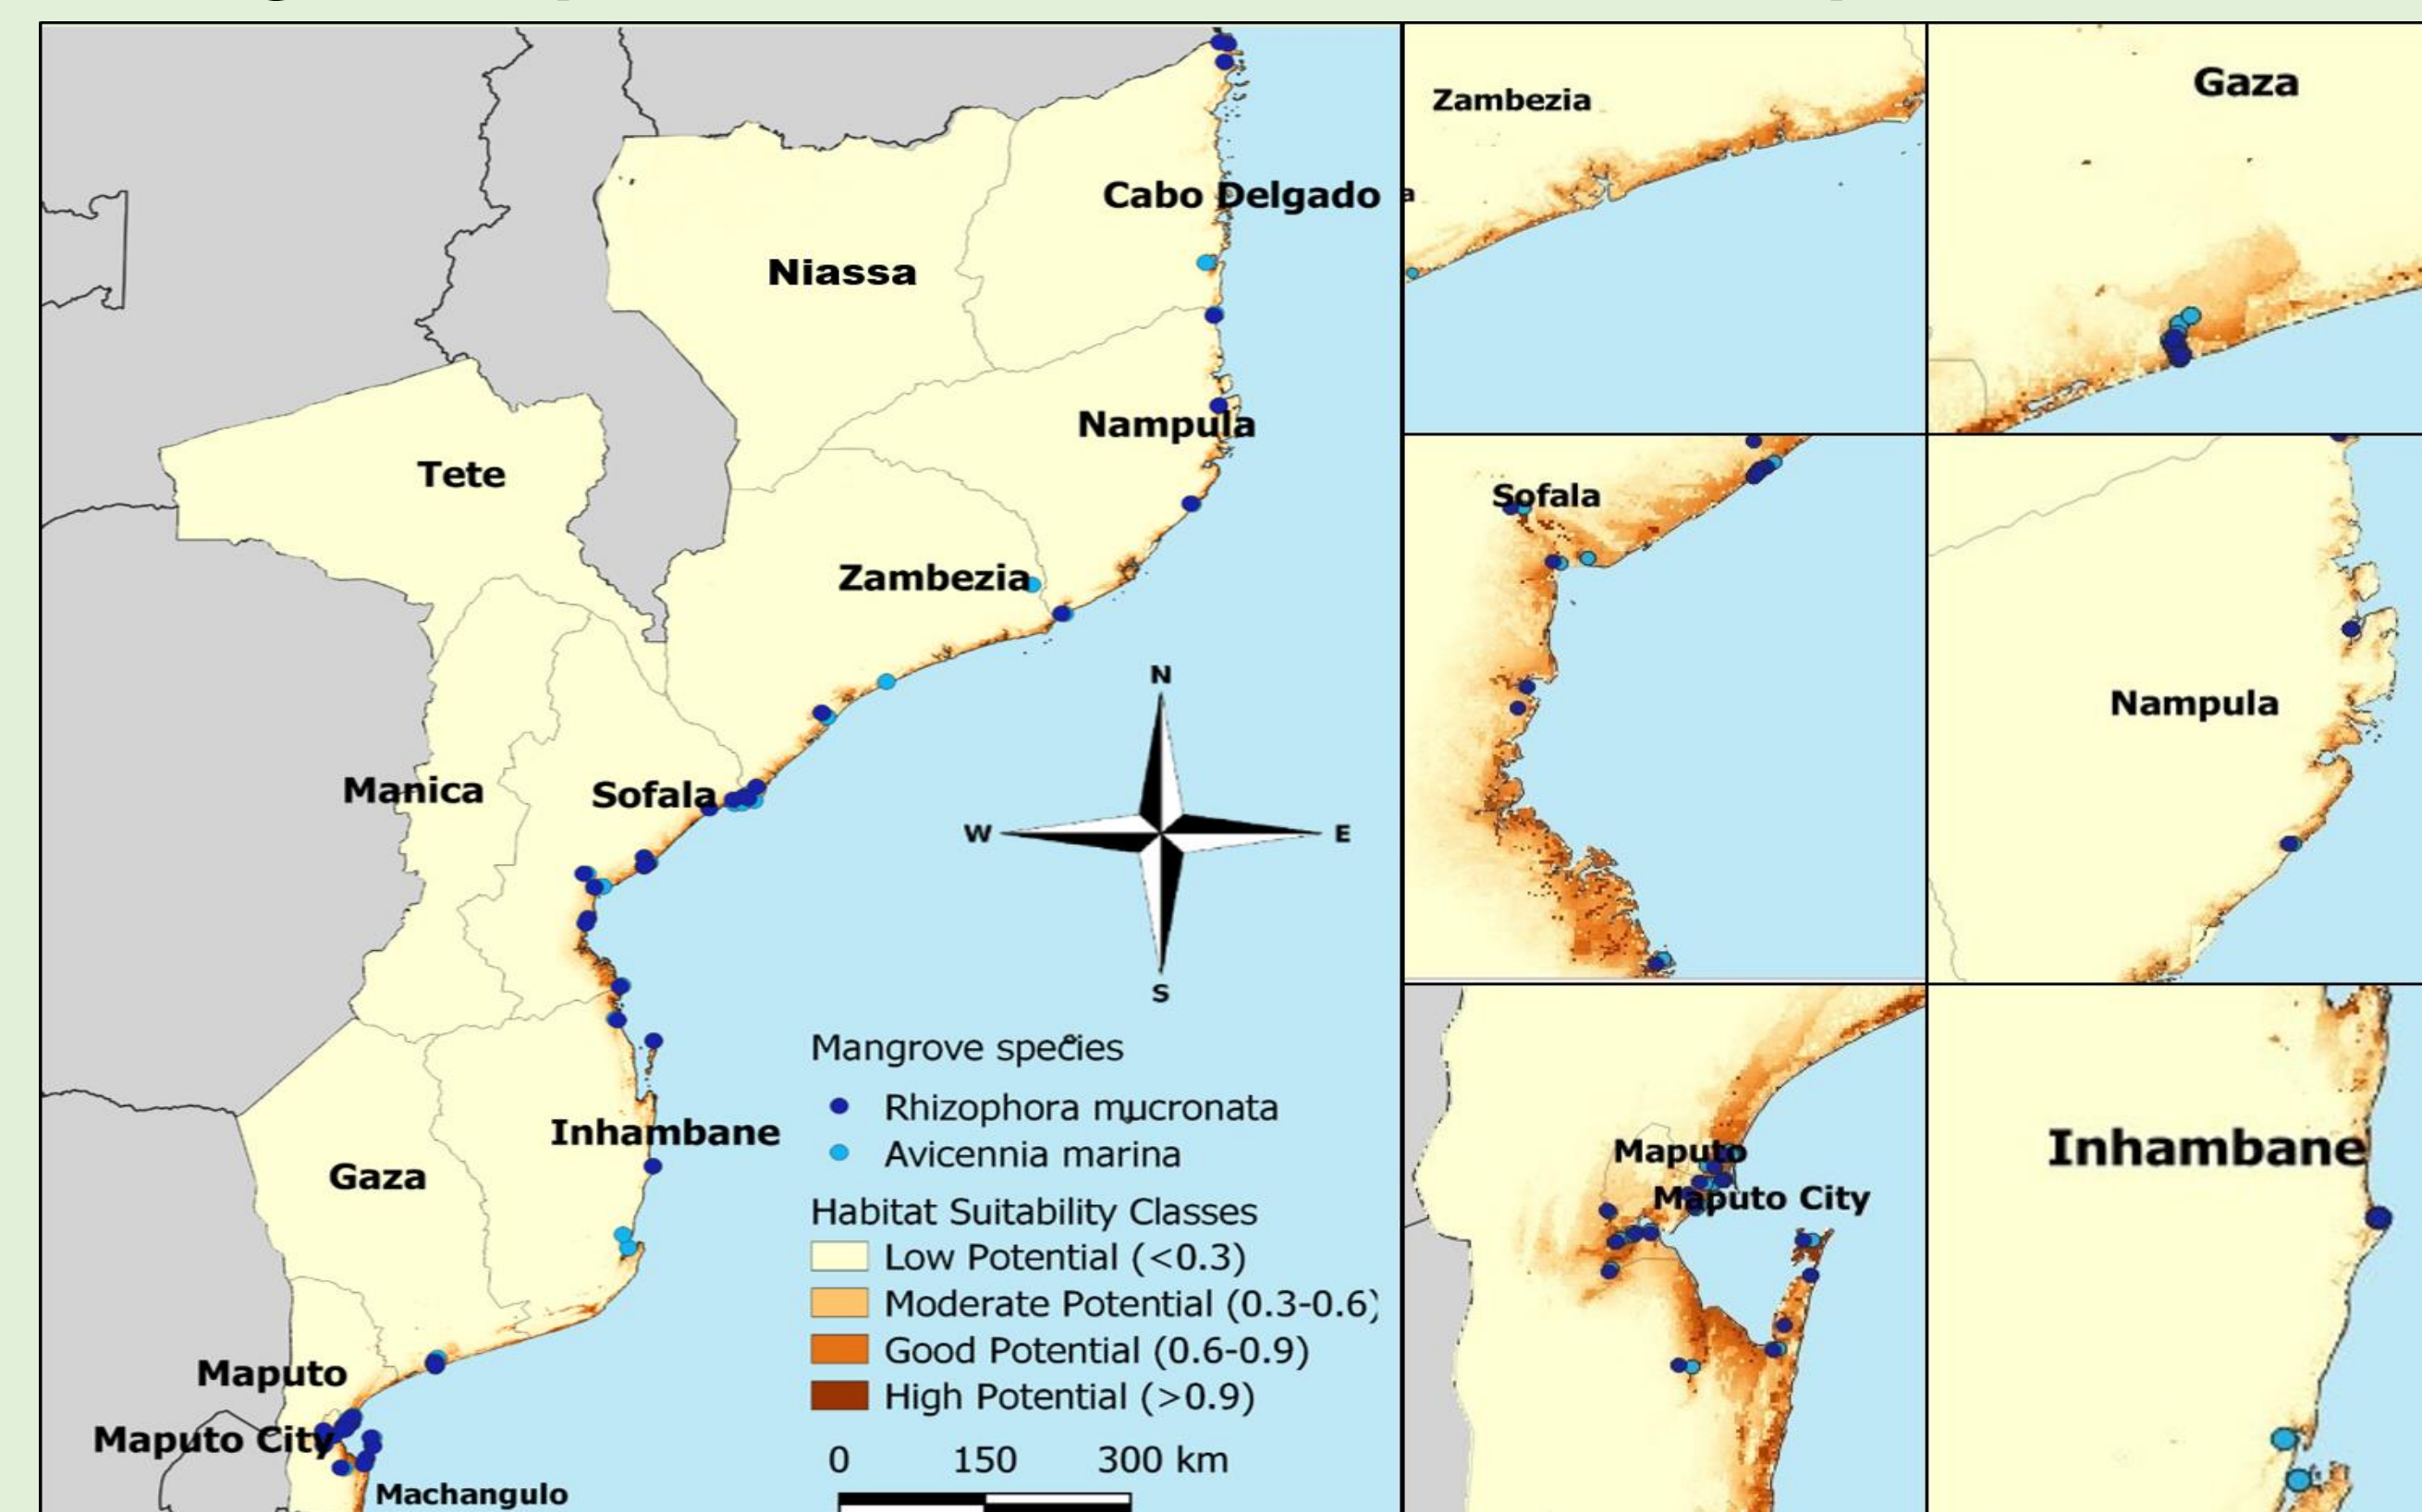 Cabo Delgado
Niassa
Nampula
Tete
Zambezia
Manica
Sofala
Inhambane
Gaza
Maputo
Maputo City
Machangulo
N
W
E
S
Mangrove species
Rhizophora mucronata
Avicennia marina
Habitat Suitability Classes
Low Potential (<0.3)
Moderate Potential (0.3-0.6)
Good Potential (0.6-0.9)
High Potential (>0.9)
0 150 300 km
Zambezia
a
Gaza
Sofala
Nampula
Maputo
Maputo City
Inhambane